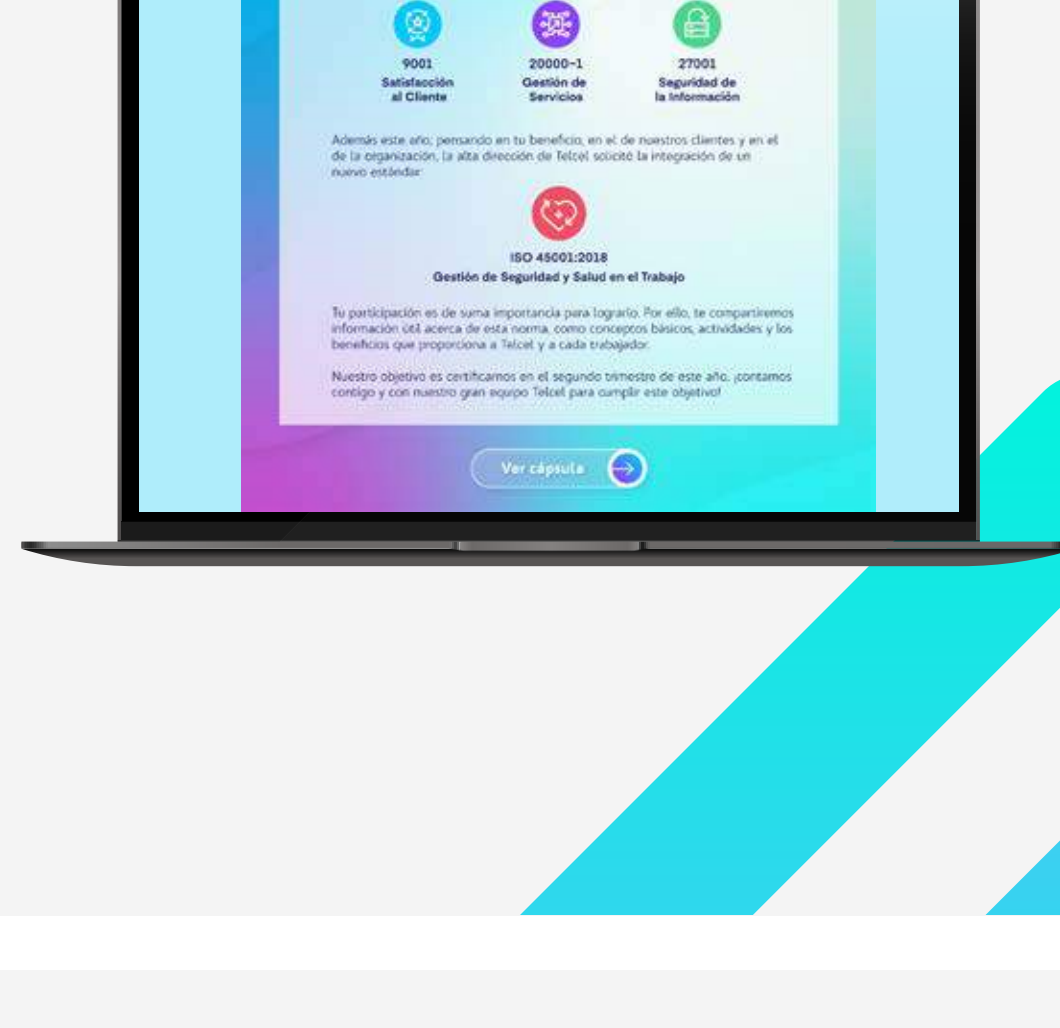 9001
Satisfacción
al Cliente
20000-1
Gestión de
Servicios
27001
Seguridad de
la Información
Además este año, pensando en tu beneficio, en el de nuestros clientes y en el
de la organización, la alta dirección de Telcel solicitó la integración de un
nuevo estándar:
ISO 45001:2018
Gestión de Seguridad y Salud en el Trabajo
Tu participación es de suma importancia para lograrlo. Por ello, te compartiremos
información útil acerca de esta norma, como conceptos básicos, actividades y los
beneficios que proporciona a Telcel y a cada trabajador.
Nuestro objetivo es certificarnos en el segundo trimestre de este año, ¡contamos
contigo y con nuestro gran equipo Telcel para cumplir este objetivo!
Ver cápsula